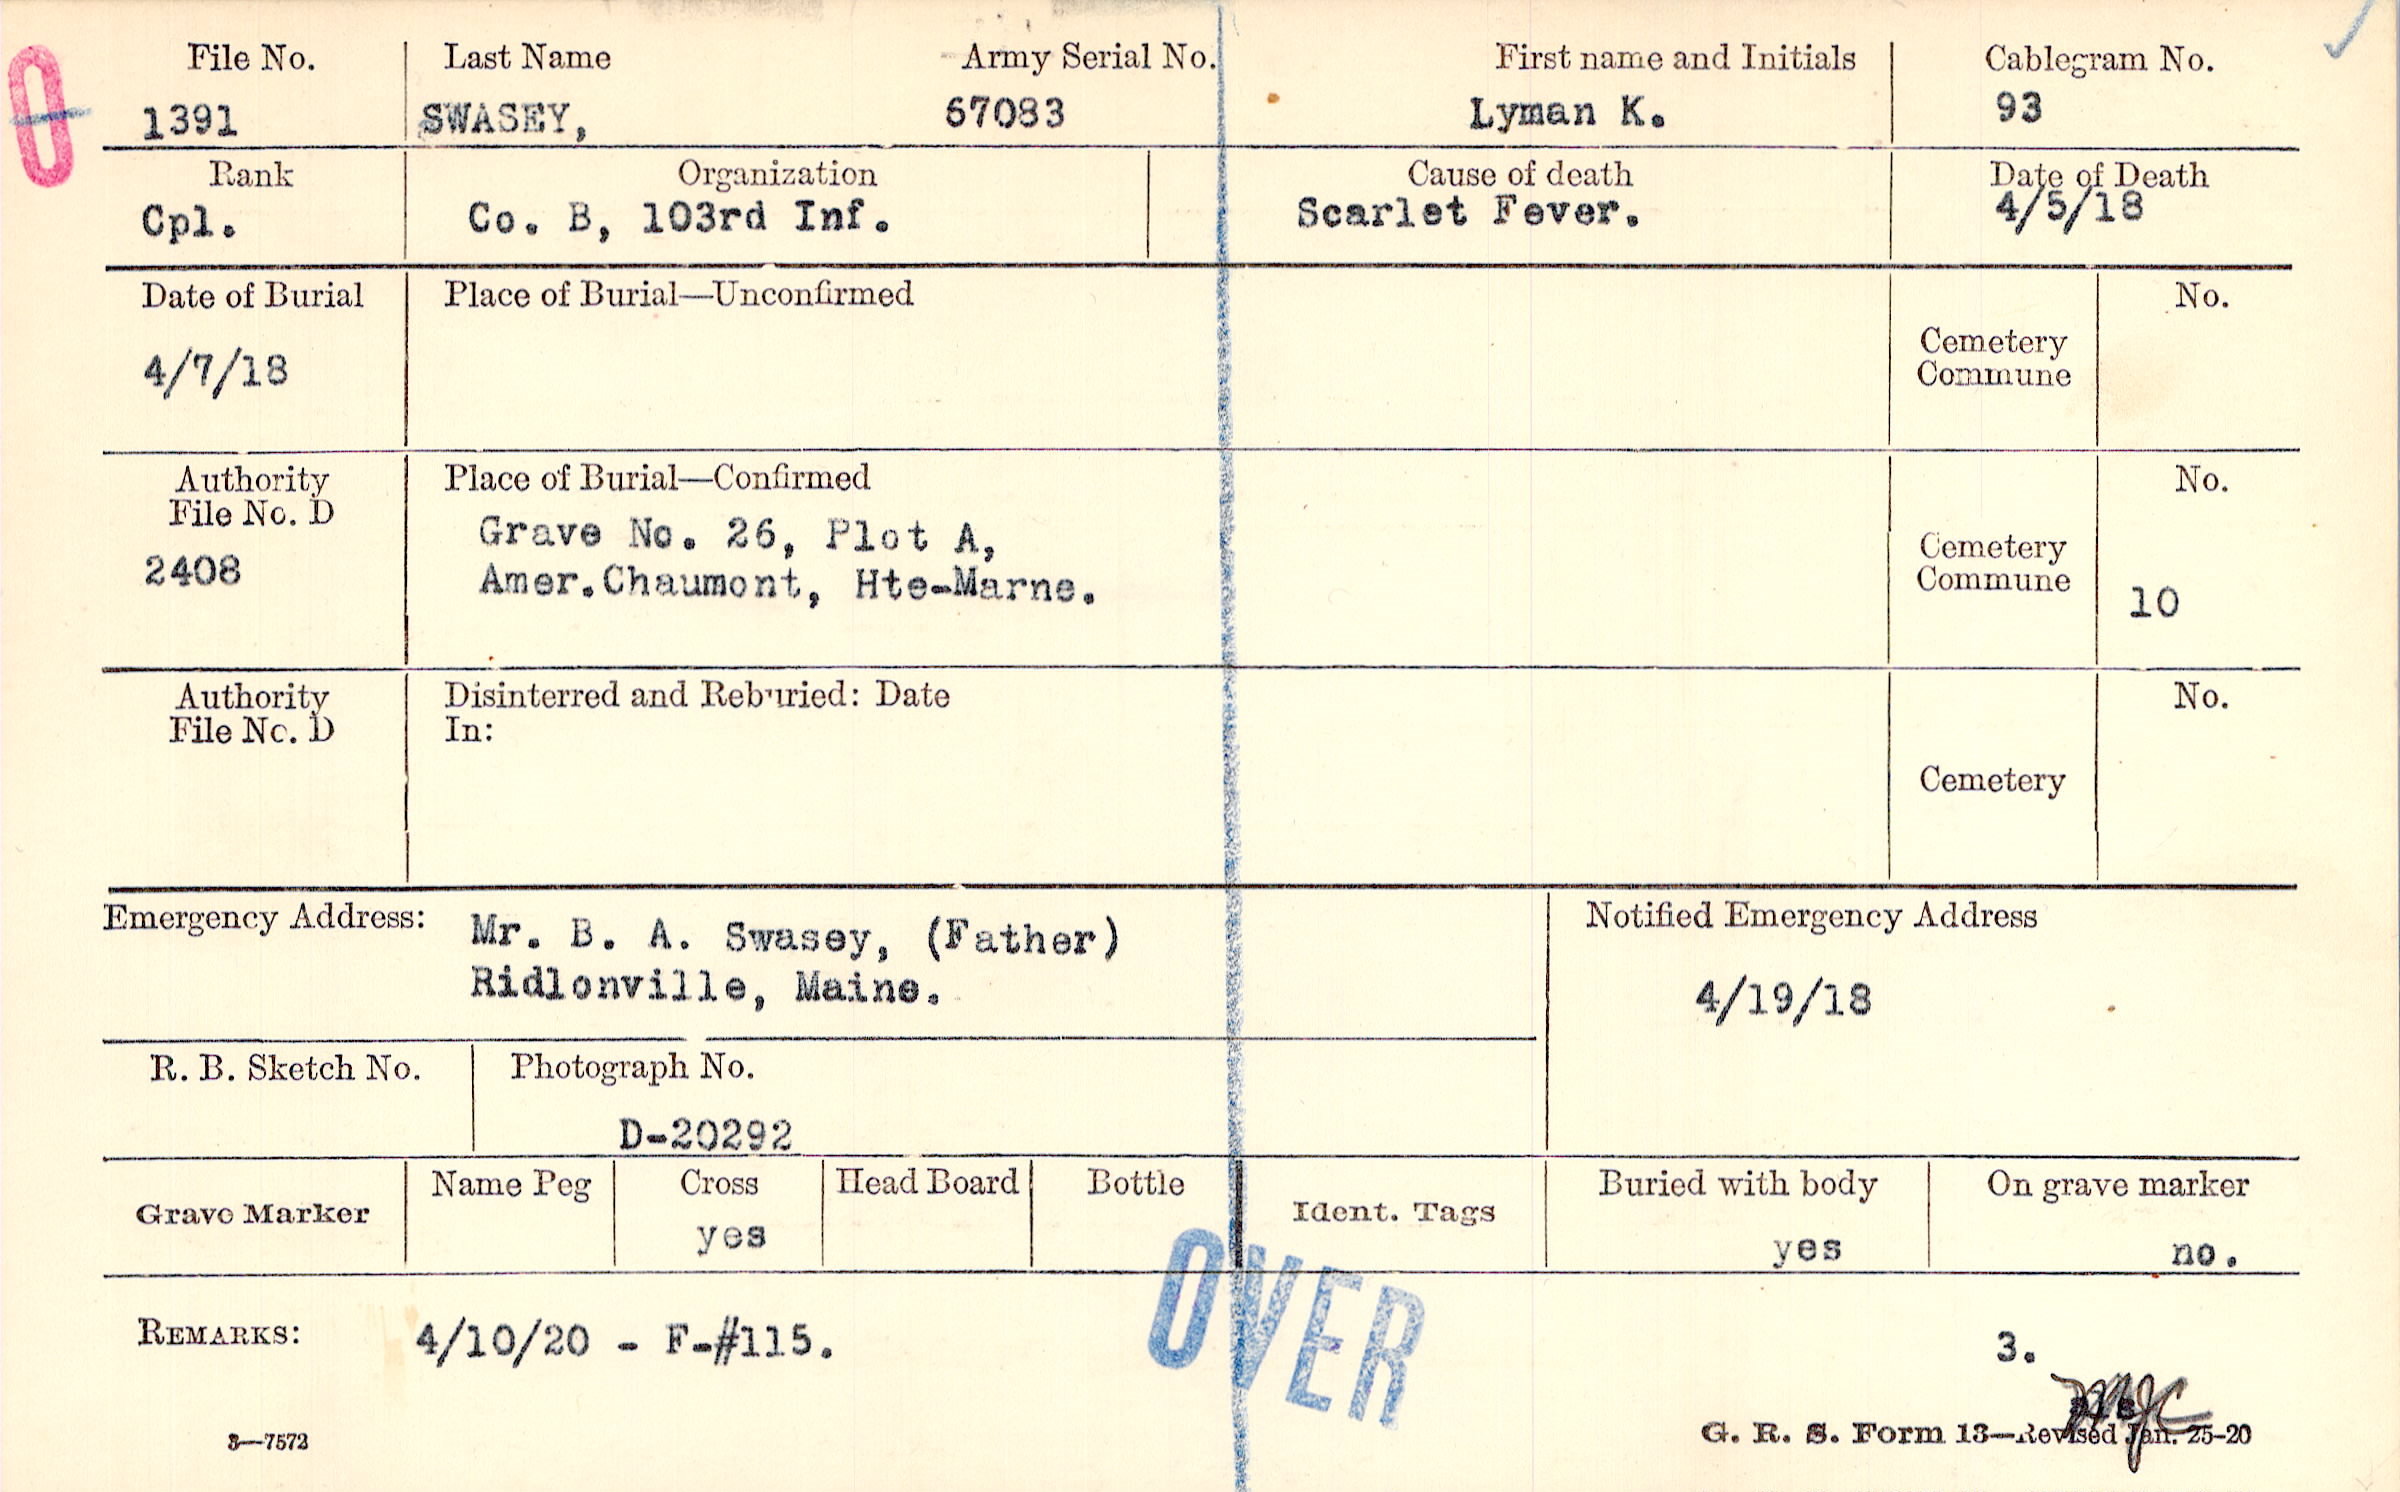 File No. Last Name Army Serial No. First name and Initials Cablegram No.
1391 SWASEY, 67083 Lyman K. 93
Rank Organization Cause of death Date of Death
Cpl. Co. B, 103rd Inf. Scarlet Fever. 4/5/18
Date of Burial Place of Burial—Unconfirmed No.
4/7/18
Cemetery
Commune
Authority Place of Burial—Confirmed No.
File No. D
2408
Grave No. 26, Plot A,
Amer.Chaumont, Hte-Marne.
Cemetery
Commune
10
Authority Disinterred and Reburied: Date No.
File No. D In:
Cemetery
Emergency Address: Mr. B. A. Swasey, (Father)
Ridlonville, Maine.
Notified Emergency Address
4/19/18
R. B. Sketch No. Photograph No.
D-20292
Grave Marker Name Peg Cross Head Board Bottle Ident. Tags Buried with body On grave marker
yes yes no.
OVER
REMARKS: 4/10/20 - F-#115.
3.
3—7572
G. R. S. Form 13—Revised Jan. 25-20